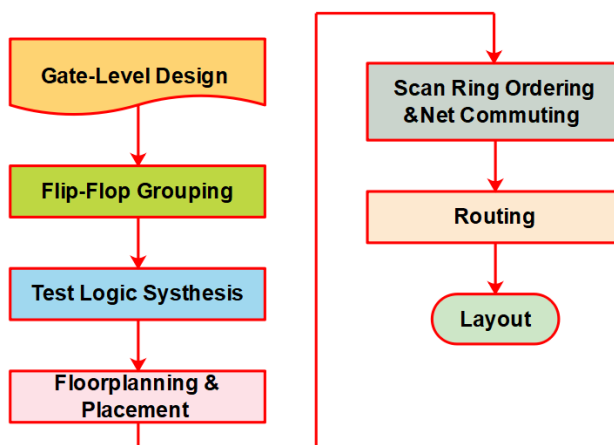 Gate-Level Design
Flip-Flop Grouping
Test Logic Systhesis
Floorplanning &
Placement
Scan Ring Ordering
&Net Commuting
Routing
Layout